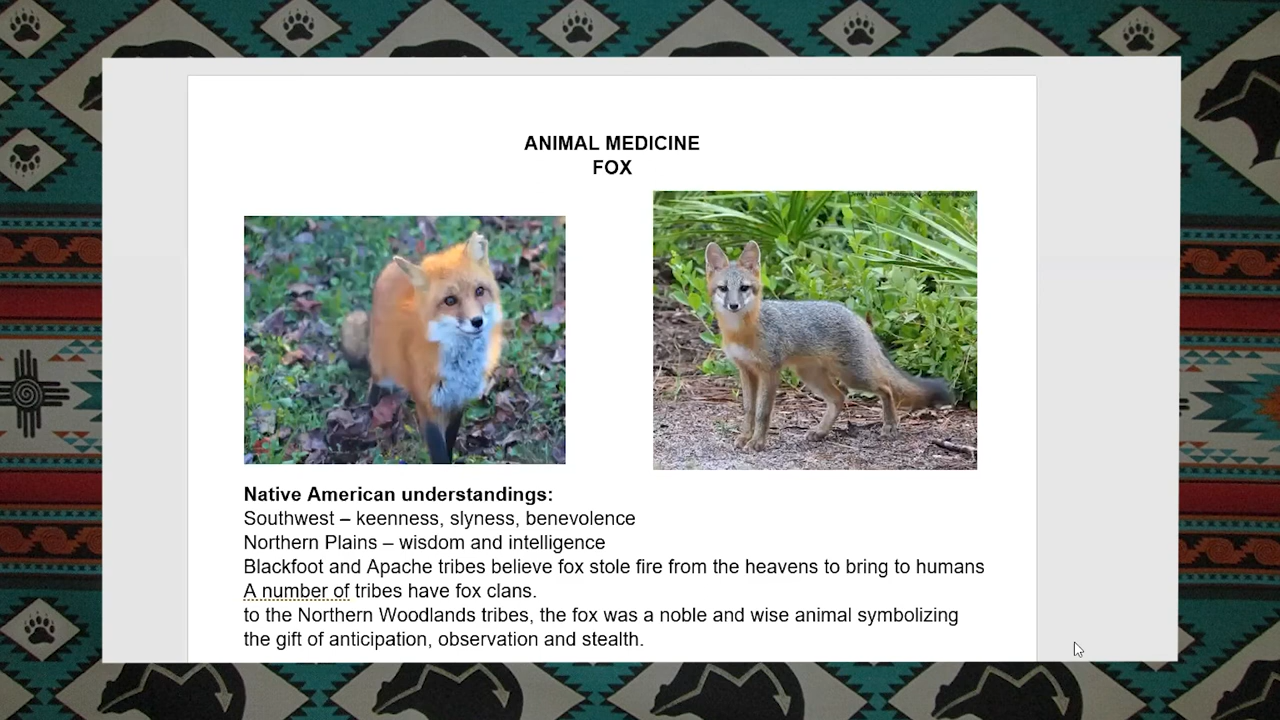 ANIMAL MEDICINE
FOX
Native American understandings:
Southwest – keenness, slyness, benevolence
Northern Plains – wisdom and intelligence
Blackfoot and Apache tribes believe fox stole fire from the heavens to bring to humans
A number of tribes have fox clans.
to the Northern Woodlands tribes, the fox was a noble and wise animal symbolizing
the gift of anticipation, observation and stealth.